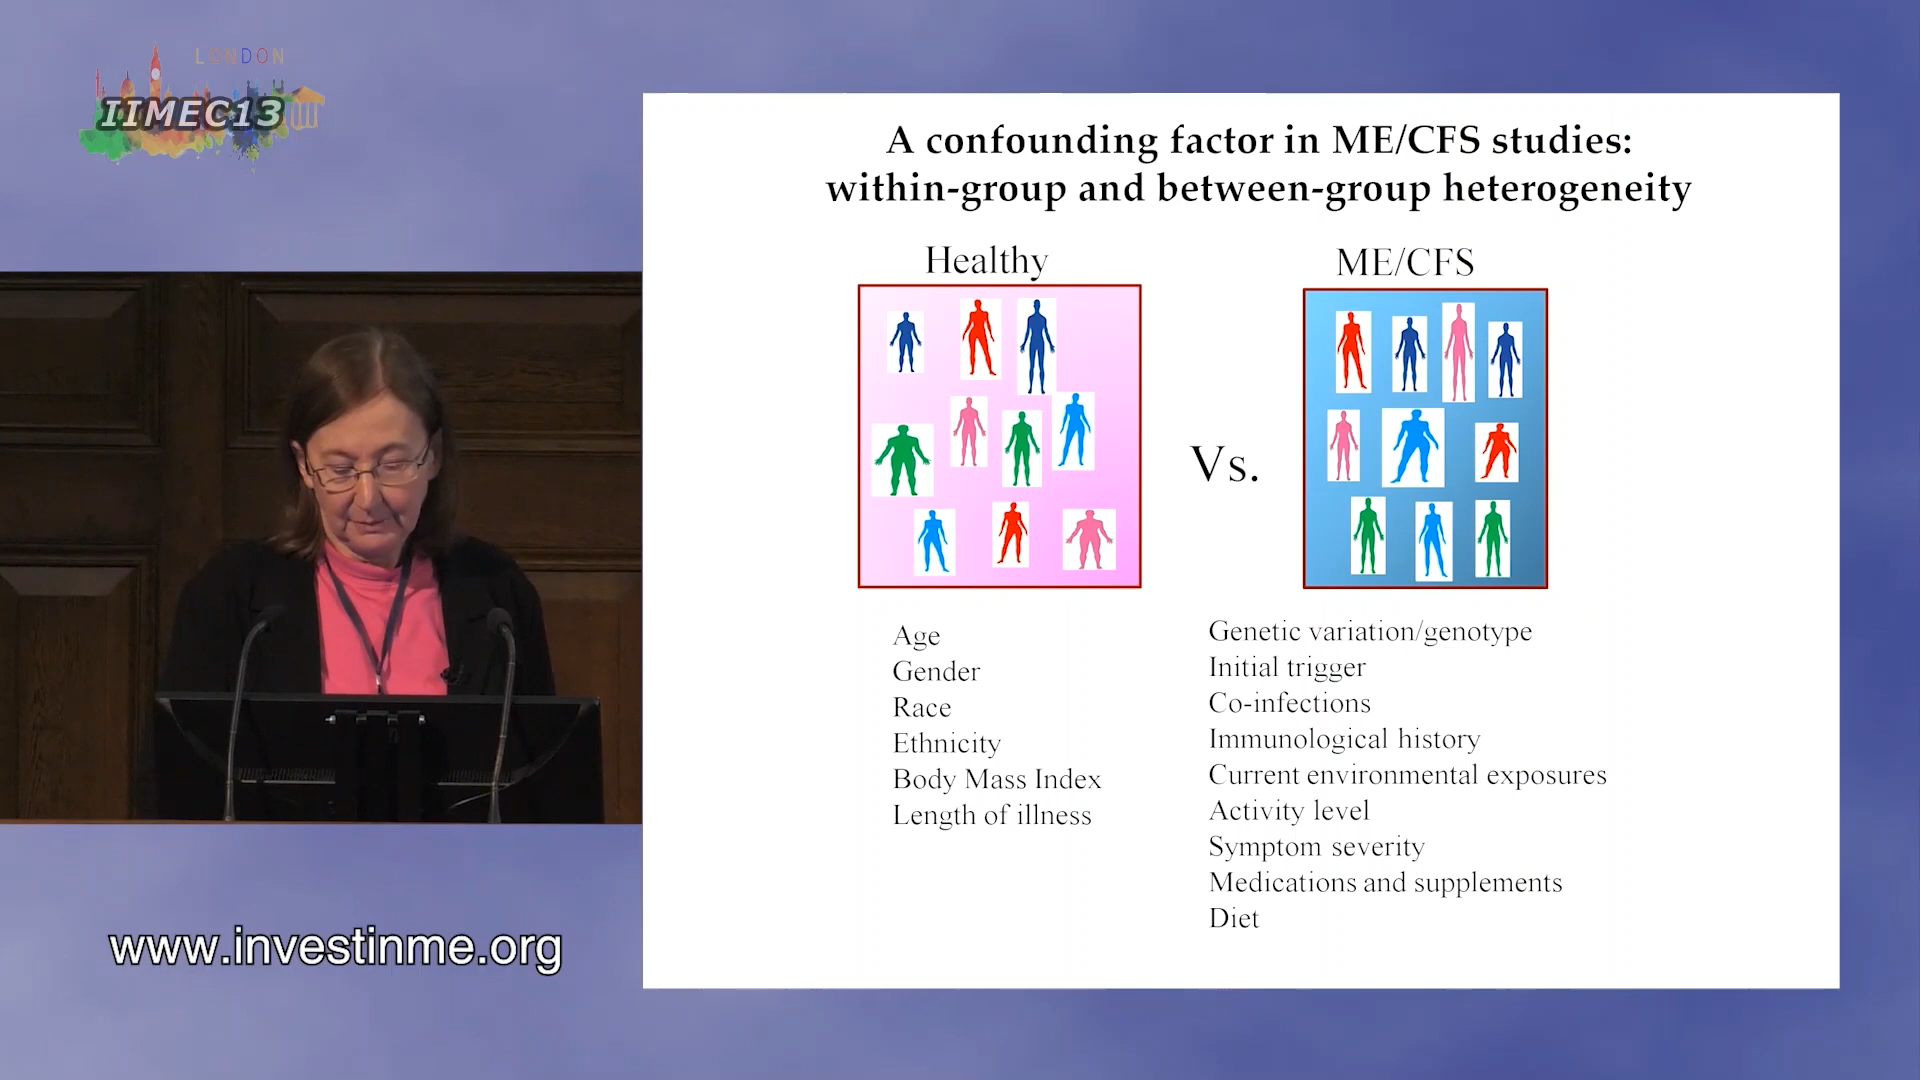 LONDON
IIMEC13
A confounding factor in ME/CFS studies:
within-group and between-group heterogeneity
Healthy
ME/CFS
Vs.
Age
Gender
Race
Ethnicity
Body Mass Index
Length of illness
Genetic variation/genotype
Initial trigger
Co-infections
Immunological history
Current environmental exposures
Activity level
Symptom severity
Medications and supplements
Diet
www.investinme.org